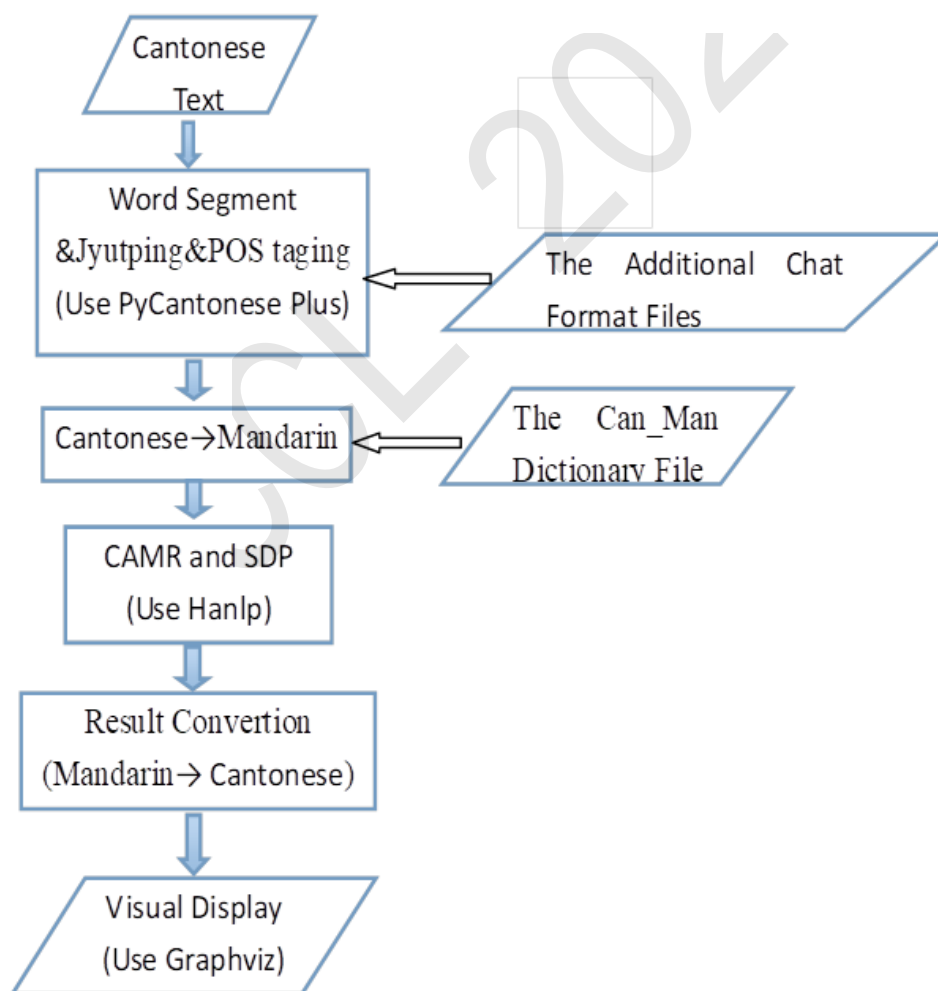 Cantonese
Text
Word Segment
&Jyutping&POS taging
(Use PyCantonese Plus)
The Additional Chat
Format Files
Cantonese→Mandarin
The Can_Man
Dictionary File
CAMR and SDP
(Use Hanlp)
Result Convertion
(Mandarin→ Cantonese)
Visual Display
(Use Graphviz)